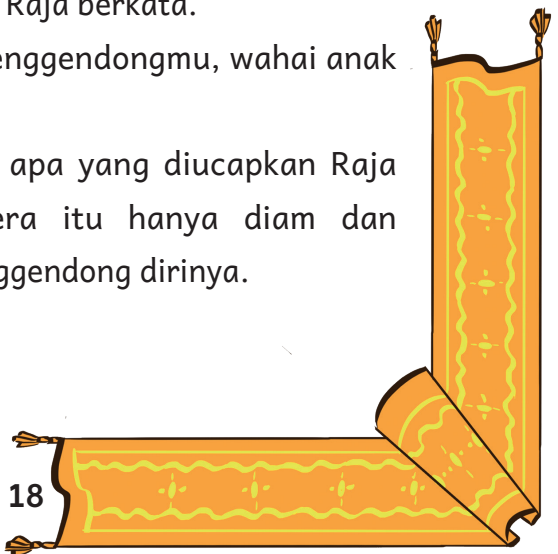 Raja berkata.
enggendongmu, wahai anak
apa yang diucapkan Raja
era itu hanya diam dan
ggendong dirinya.
18